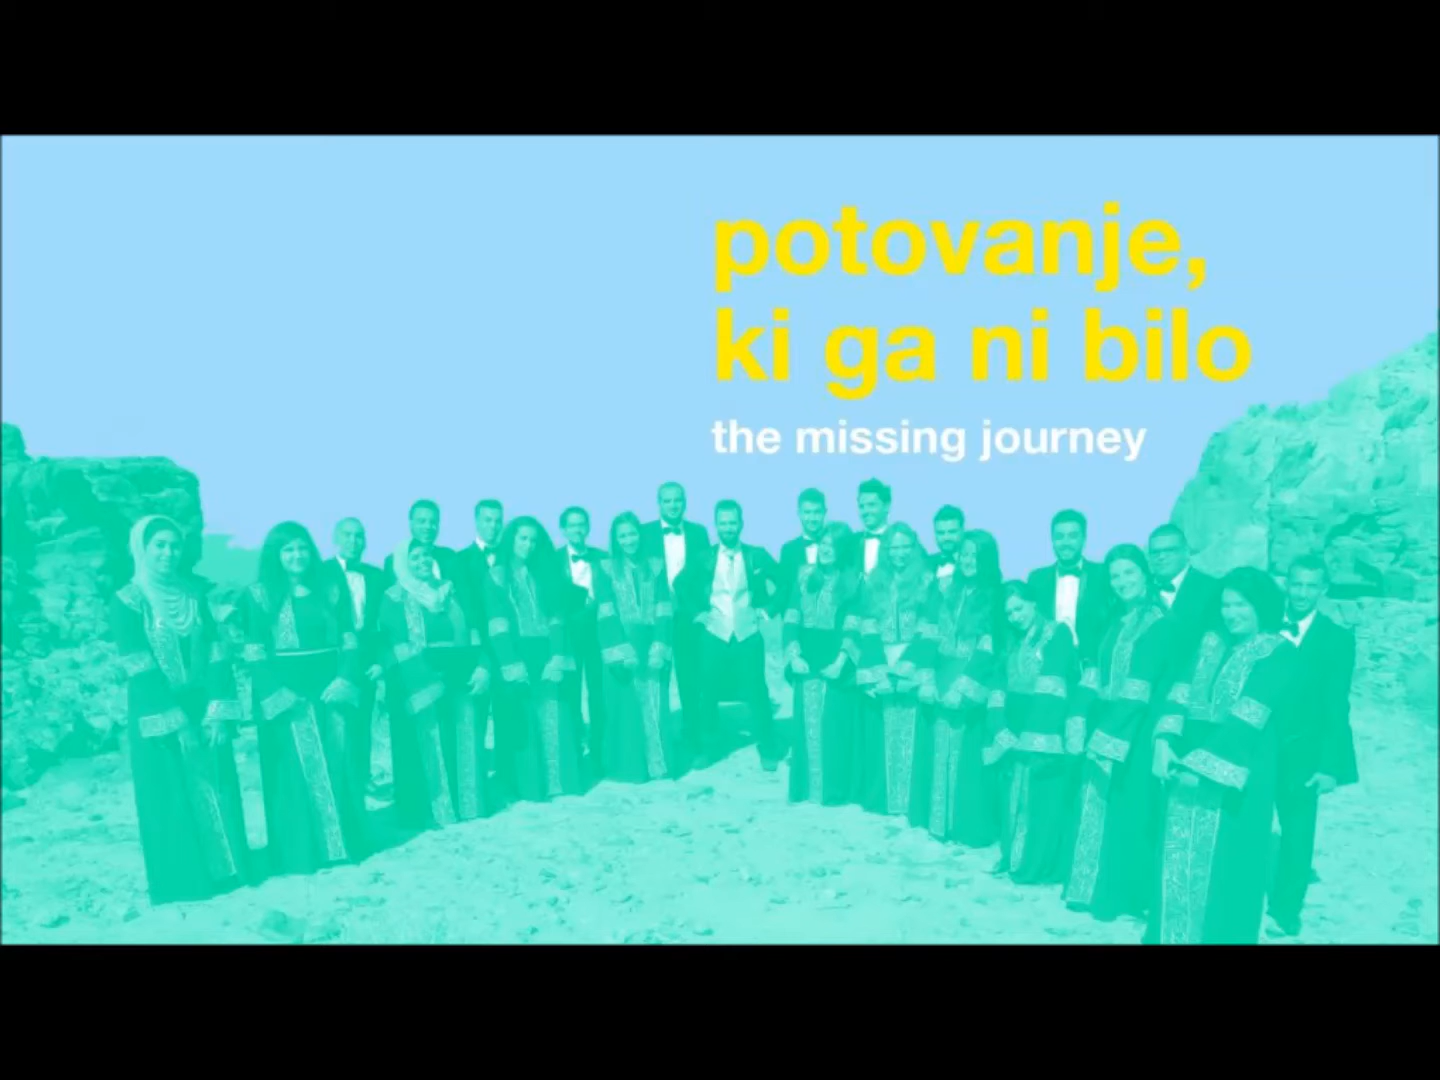 potovanje,
ki ga ni bilo
the missing journey